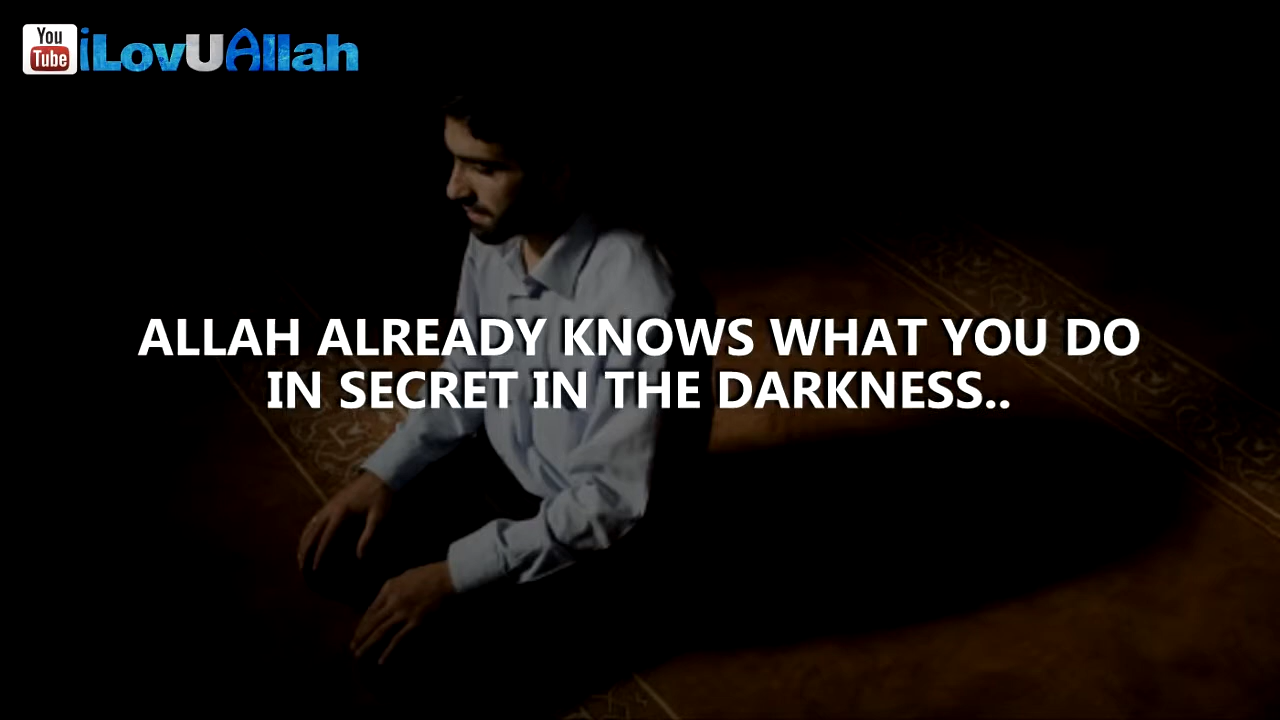 You
Tube
iLovUAllah
ALLAH ALREADY KNOWS WHAT YOU DO
IN SECRET IN THE DARKNESS..